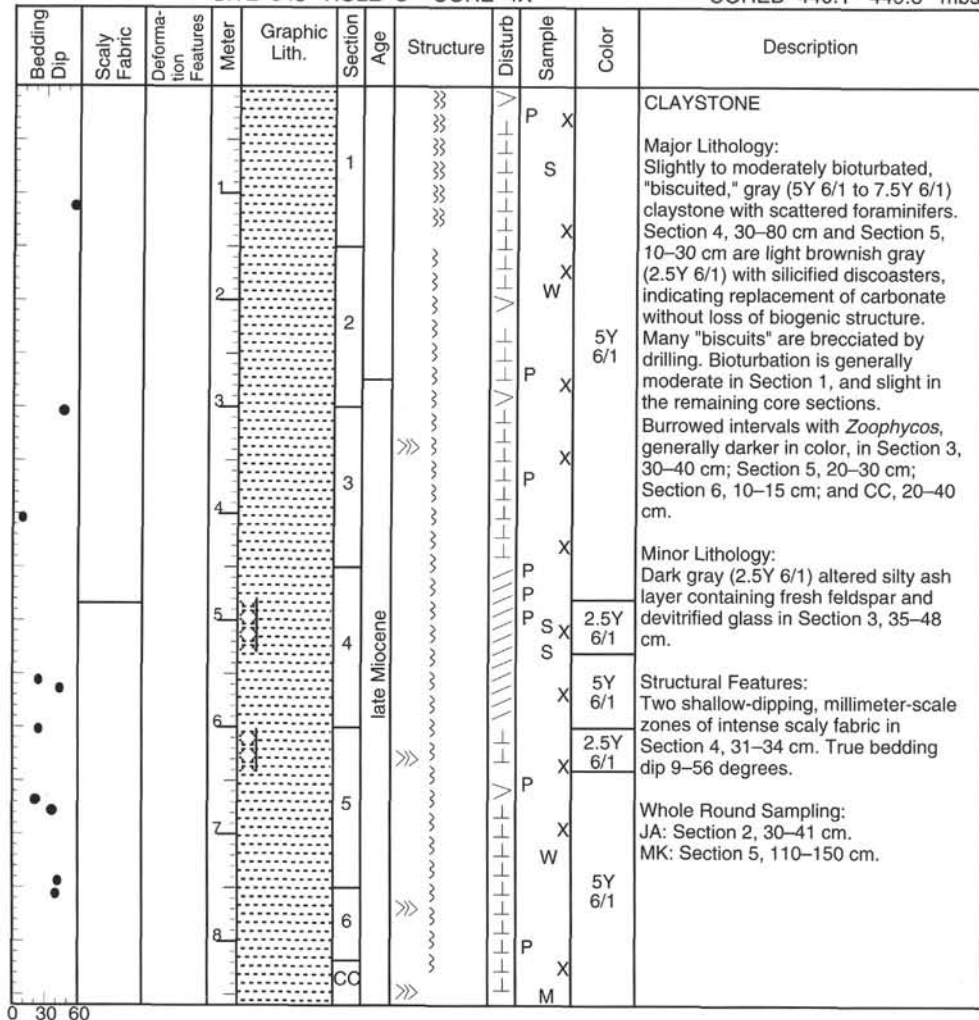 Bedding
Dip
Scaly
Fabric
Deforma-
tion
Features
Meter
Graphic
Lith.
Section
Age
Structure
Disturb
Sample
Color
Description
1
2
3
4
5
6
7
8
1
2
3
4
5
6
CC
late Miocene
P
X
S
X
X
W
P
X
X
P
X
P
P
P
S
X
S
X
X
P
X
W
P
X
M
5Y
6/1
2.5Y
6/1
5Y
6/1
2.5Y
6/1
5Y
6/1
CLAYSTONE
Major Lithology:
Slightly to moderately bioturbated,
"biscuited," gray (5Y 6/1 to 7.5Y 6/1)
claystone with scattered foraminifers.
Section 4, 30–80 cm and Section 5,
10–30 cm are light brownish gray
(2.5Y 6/1) with silicified discoasters,
indicating replacement of carbonate
without loss of biogenic structure.
Many "biscuits" are brecciated by
drilling. Bioturbation is generally
moderate in Section 1, and slight in
the remaining core sections.
Burrowed intervals with Zoophycos,
generally darker in color, in Section 3,
30–40 cm; Section 5, 20–30 cm;
Section 6, 10–15 cm; and CC, 20–40
cm.
Minor Lithology:
Dark gray (2.5Y 6/1) altered silty ash
layer containing fresh feldspar and
devitrified glass in Section 3, 35–48
cm.
Structural Features:
Two shallow-dipping, millimeter-scale
zones of intense scaly fabric in
Section 4, 31–34 cm. True bedding
dip 9–56 degrees.
Whole Round Sampling:
JA: Section 2, 30–41 cm.
MK: Section 5, 110–150 cm.
0 30 60